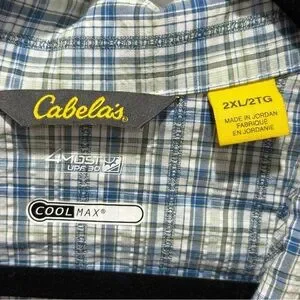 Cabela's
2XL/2TG
MADE IN JORDAN
FABRIQUÉ
EN JORDANIE
4MOST
UPF 30
COOLMAX®